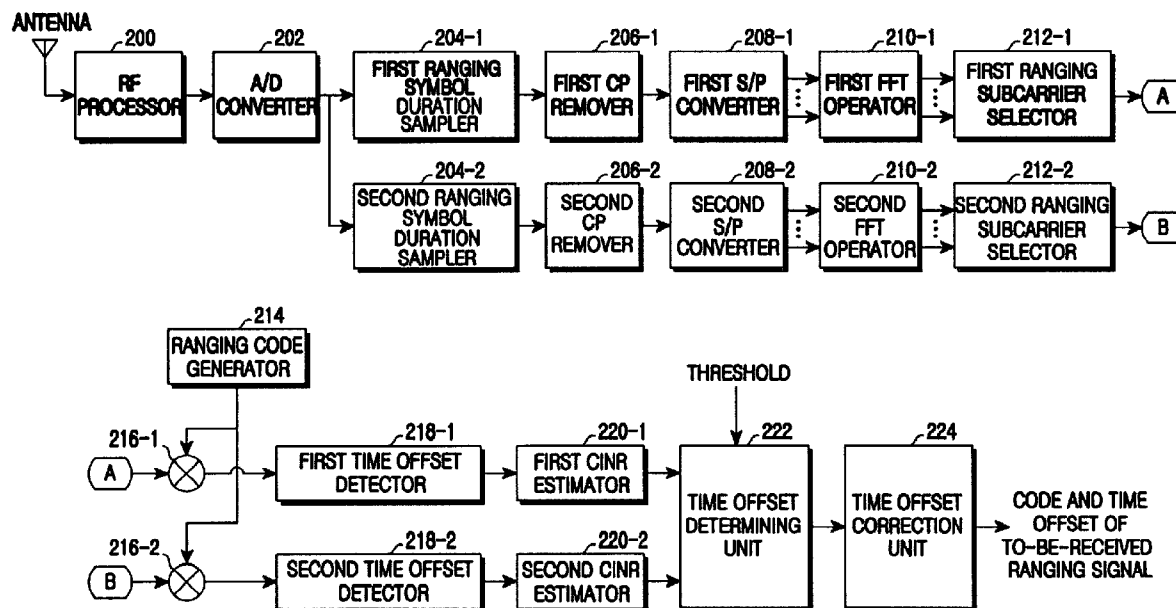 ANTENNA
200
202
204-1
206-1
208-1
210-1
212-1
RF
PROCESSOR
A/D
CONVERTER
FIRST RANGING
SYMBOL
DURATION
SAMPLER
FIRST CP
REMOVER
FIRST S/P
CONVERTER
FIRST FFT
OPERATOR
FIRST RANGING
SUBCARRIER
SELECTOR
A
204-2
206-2
208-2
210-2
212-2
SECOND RANGING
SYMBOL
DURATION
SAMPLER
SECOND
CP
REMOVER
SECOND
S/P
CONVERTER
SECOND
FFT
OPERATOR
SECOND RANGING
SUBCARRIER
SELECTOR
B
214
RANGING CODE
GENERATOR
THRESHOLD
216-1
218-1
220-1
222
224
A
FIRST TIME OFFSET
DETECTOR
FIRST CINR
ESTIMATOR
TIME OFFSET
DETERMINING
UNIT
TIME OFFSET
CORRECTION
UNIT
CODE AND TIME
OFFSET OF
TO-BE-RECEIVED
RANGING SIGNAL
216-2
218-2
220-2
B
SECOND TIME OFFSET
DETECTOR
SECOND CINR
ESTIMATOR